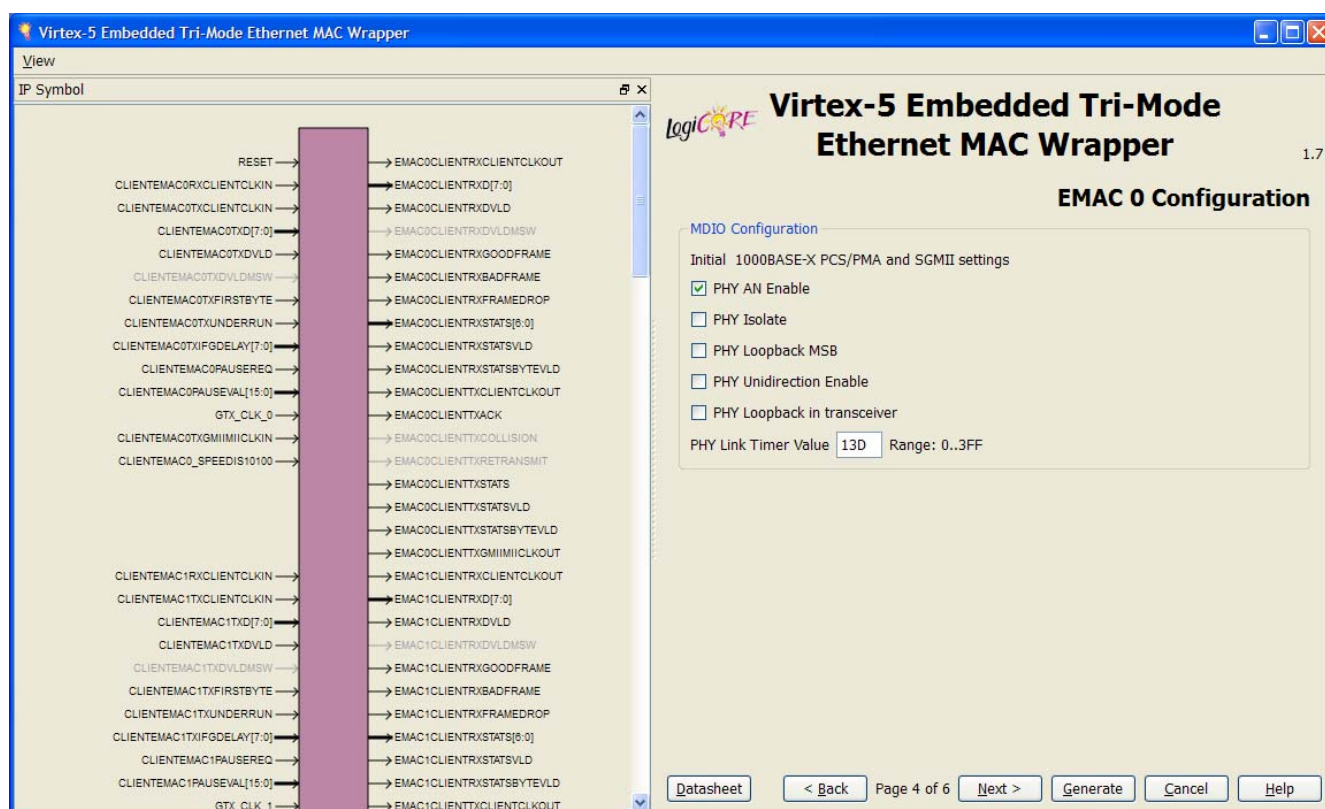 Virtex-5 Embedded Tri-Mode Ethernet MAC Wrapper
View
IP Symbol
RESET
CLIENTEMAC0RXCLIENTCLKIN
CLIENTEMAC0TXCLIENTCLKIN
CLIENTEMAC0TXD[7:0]
CLIENTEMAC0TXDVLD
CLIENTEMAC0TXDVLDMSW
CLIENTEMAC0TXFIRSTBYTE
CLIENTEMAC0TXUNDERRUN
CLIENTEMAC0TXIFGDELAY[7:0]
CLIENTEMAC0PAUSEREQ
CLIENTEMAC0PAUSEVAL[15:0]
GTX_CLK_0
CLIENTEMAC0TXGMIIMIICLKIN
CLIENTEMAC0_SPEEDIS10100
CLIENTEMAC1RXCLIENTCLKIN
CLIENTEMAC1TXCLIENTCLKIN
CLIENTEMAC1TXD[7:0]
CLIENTEMAC1TXDVLD
CLIENTEMAC1TXDVLDMSW
CLIENTEMAC1TXFIRSTBYTE
CLIENTEMAC1TXUNDERRUN
CLIENTEMAC1TXIFGDELAY[7:0]
CLIENTEMAC1PAUSEREQ
CLIENTEMAC1PAUSEVAL[15:0]
GTX_CLK_1
EMAC0CLIENTRXCLIENTCLKOUT
EMAC0CLIENTRXD[7:0]
EMAC0CLIENTRXDVLD
EMAC0CLIENTRXDVLDMSW
EMAC0CLIENTRXGOODFRAME
EMAC0CLIENTRXBADFRAME
EMAC0CLIENTRXFRAMEDROP
EMAC0CLIENTRXSTATS[6:0]
EMAC0CLIENTRXSTATSVLD
EMAC0CLIENTRXSTATSBYTEVLD
EMAC0CLIENTTXCLIENTCLKOUT
EMAC0CLIENTTXACK
EMAC0CLIENTTXCOLLISION
EMAC0CLIENTTXRETRANSMIT
EMAC0CLIENTTXSTATS
EMAC0CLIENTTXSTATSVLD
EMAC0CLIENTTXSTATSBYTEVLD
EMAC0CLIENTTXGMIIMIICLKOUT
EMAC1CLIENTRXCLIENTCLKOUT
EMAC1CLIENTRXD[7:0]
EMAC1CLIENTRXDVLD
EMAC1CLIENTRXDVLDMSW
EMAC1CLIENTRXGOODFRAME
EMAC1CLIENTRXBADFRAME
EMAC1CLIENTRXFRAMEDROP
EMAC1CLIENTRXSTATS[6:0]
EMAC1CLIENTRXSTATSVLD
EMAC1CLIENTRXSTATSBYTEVLD
EMAC1CLIENTTXCLIENTCLKOUT
logiCORE
Virtex-5 Embedded Tri-Mode
Ethernet MAC Wrapper
1.7
EMAC 0 Configuration
MDIO Configuration
Initial 1000BASE-X PCS/PMA and SGMII settings
PHY AN Enable
PHY Isolate
PHY Loopback MSB
PHY Unidirection Enable
PHY Loopback in transceiver
PHY Link Timer Value 13D Range: 0..3FF
Datasheet < Back Page 4 of 6 Next > Generate Cancel Help